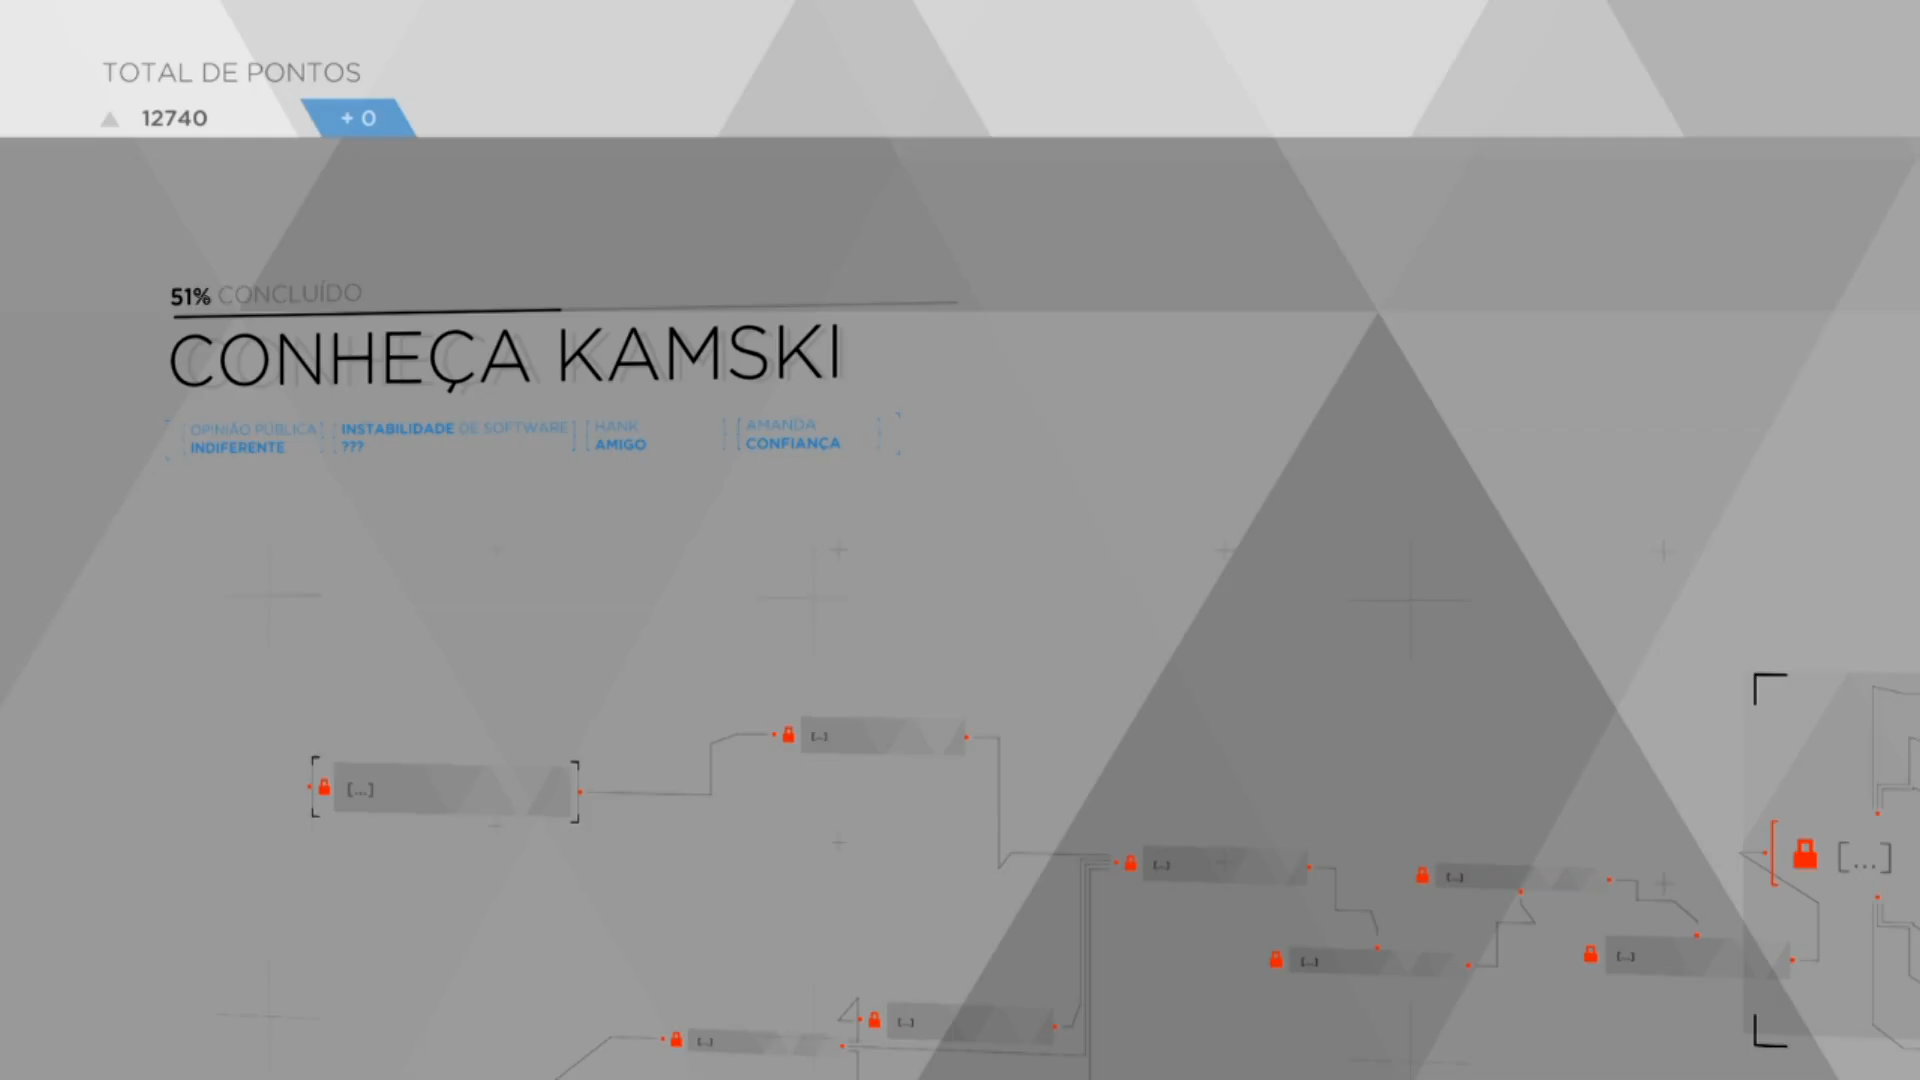 TOTAL DE PONTOS
12740
+ 0
51% CONCLUÍDO
CONHEÇA KAMSKI
OPINIÃO PÚBLICA
INDIFERENTE
INSTABILIDADE DE SOFTWARE
???
HANK
AMIGO
AMANDA
CONFIANÇA
[...]
[...]
[...]
[...]
[...]
[...]
[...]
[...]
[...]